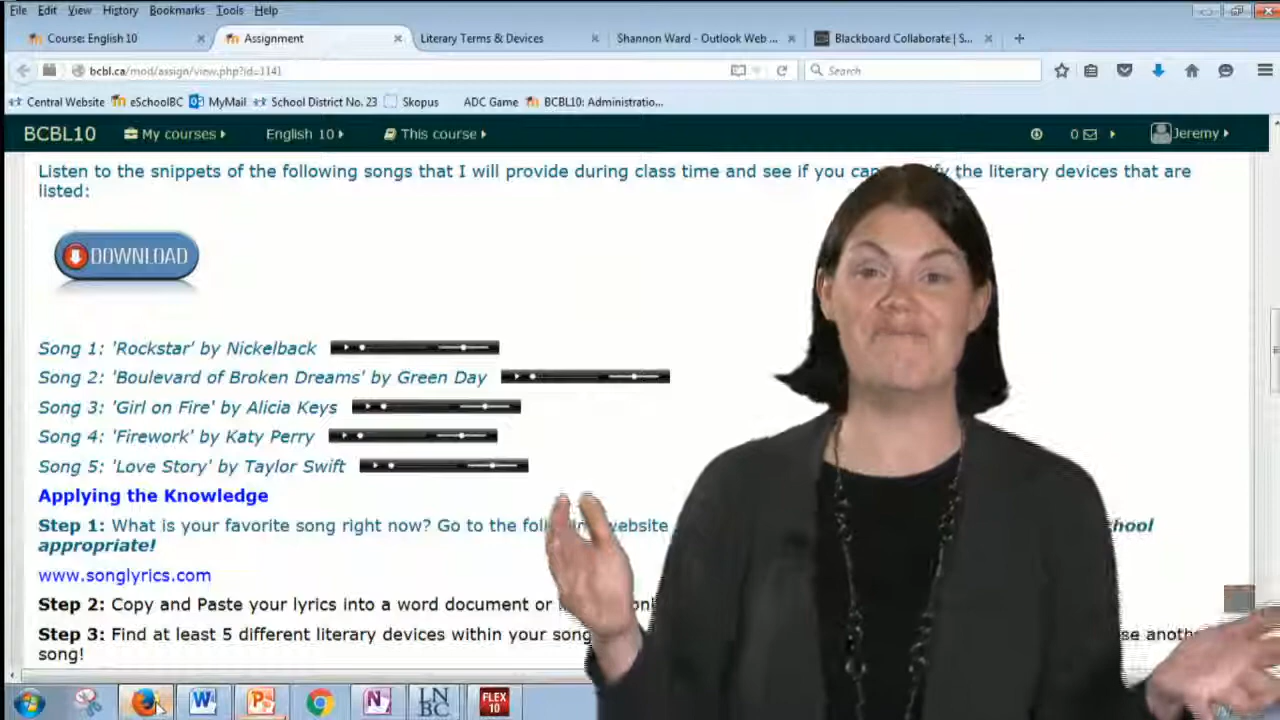 File Edit View History Bookmarks Tools Help
Course: English 10 × Assignment × Literary Terms & Devices × Shannon Ward - Outlook Web ... × Blackboard Collaborate | S... × +
bcbl.ca/mod/assign/view.php?id=1141 Search
Central Website eSchoolBC MyMail School District No. 23 Skopus ADC Game BCBL10: Administratio...
BCBL10 My courses English 10 This course 0 Jeremy
Listen to the snippets of the following songs that I will provide during class time and see if you can the literary devices that are
listed:
DOWNLOAD
Song 1: 'Rockstar' by Nickelback
Song 2: 'Boulevard of Broken Dreams' by Green Day
Song 3: 'Girl on Fire' by Alicia Keys
Song 4: 'Firework' by Katy Perry
Song 5: 'Love Story' by Taylor Swift
Applying the Knowledge
Step 1: What is your favorite song right now? Go to the website
appropriate!
www.songlyrics.com
Step 2: Copy and Paste your lyrics into a word document or
Step 3: Find at least 5 different literary devices within your song
song!
W P N LN BC FLEX 10